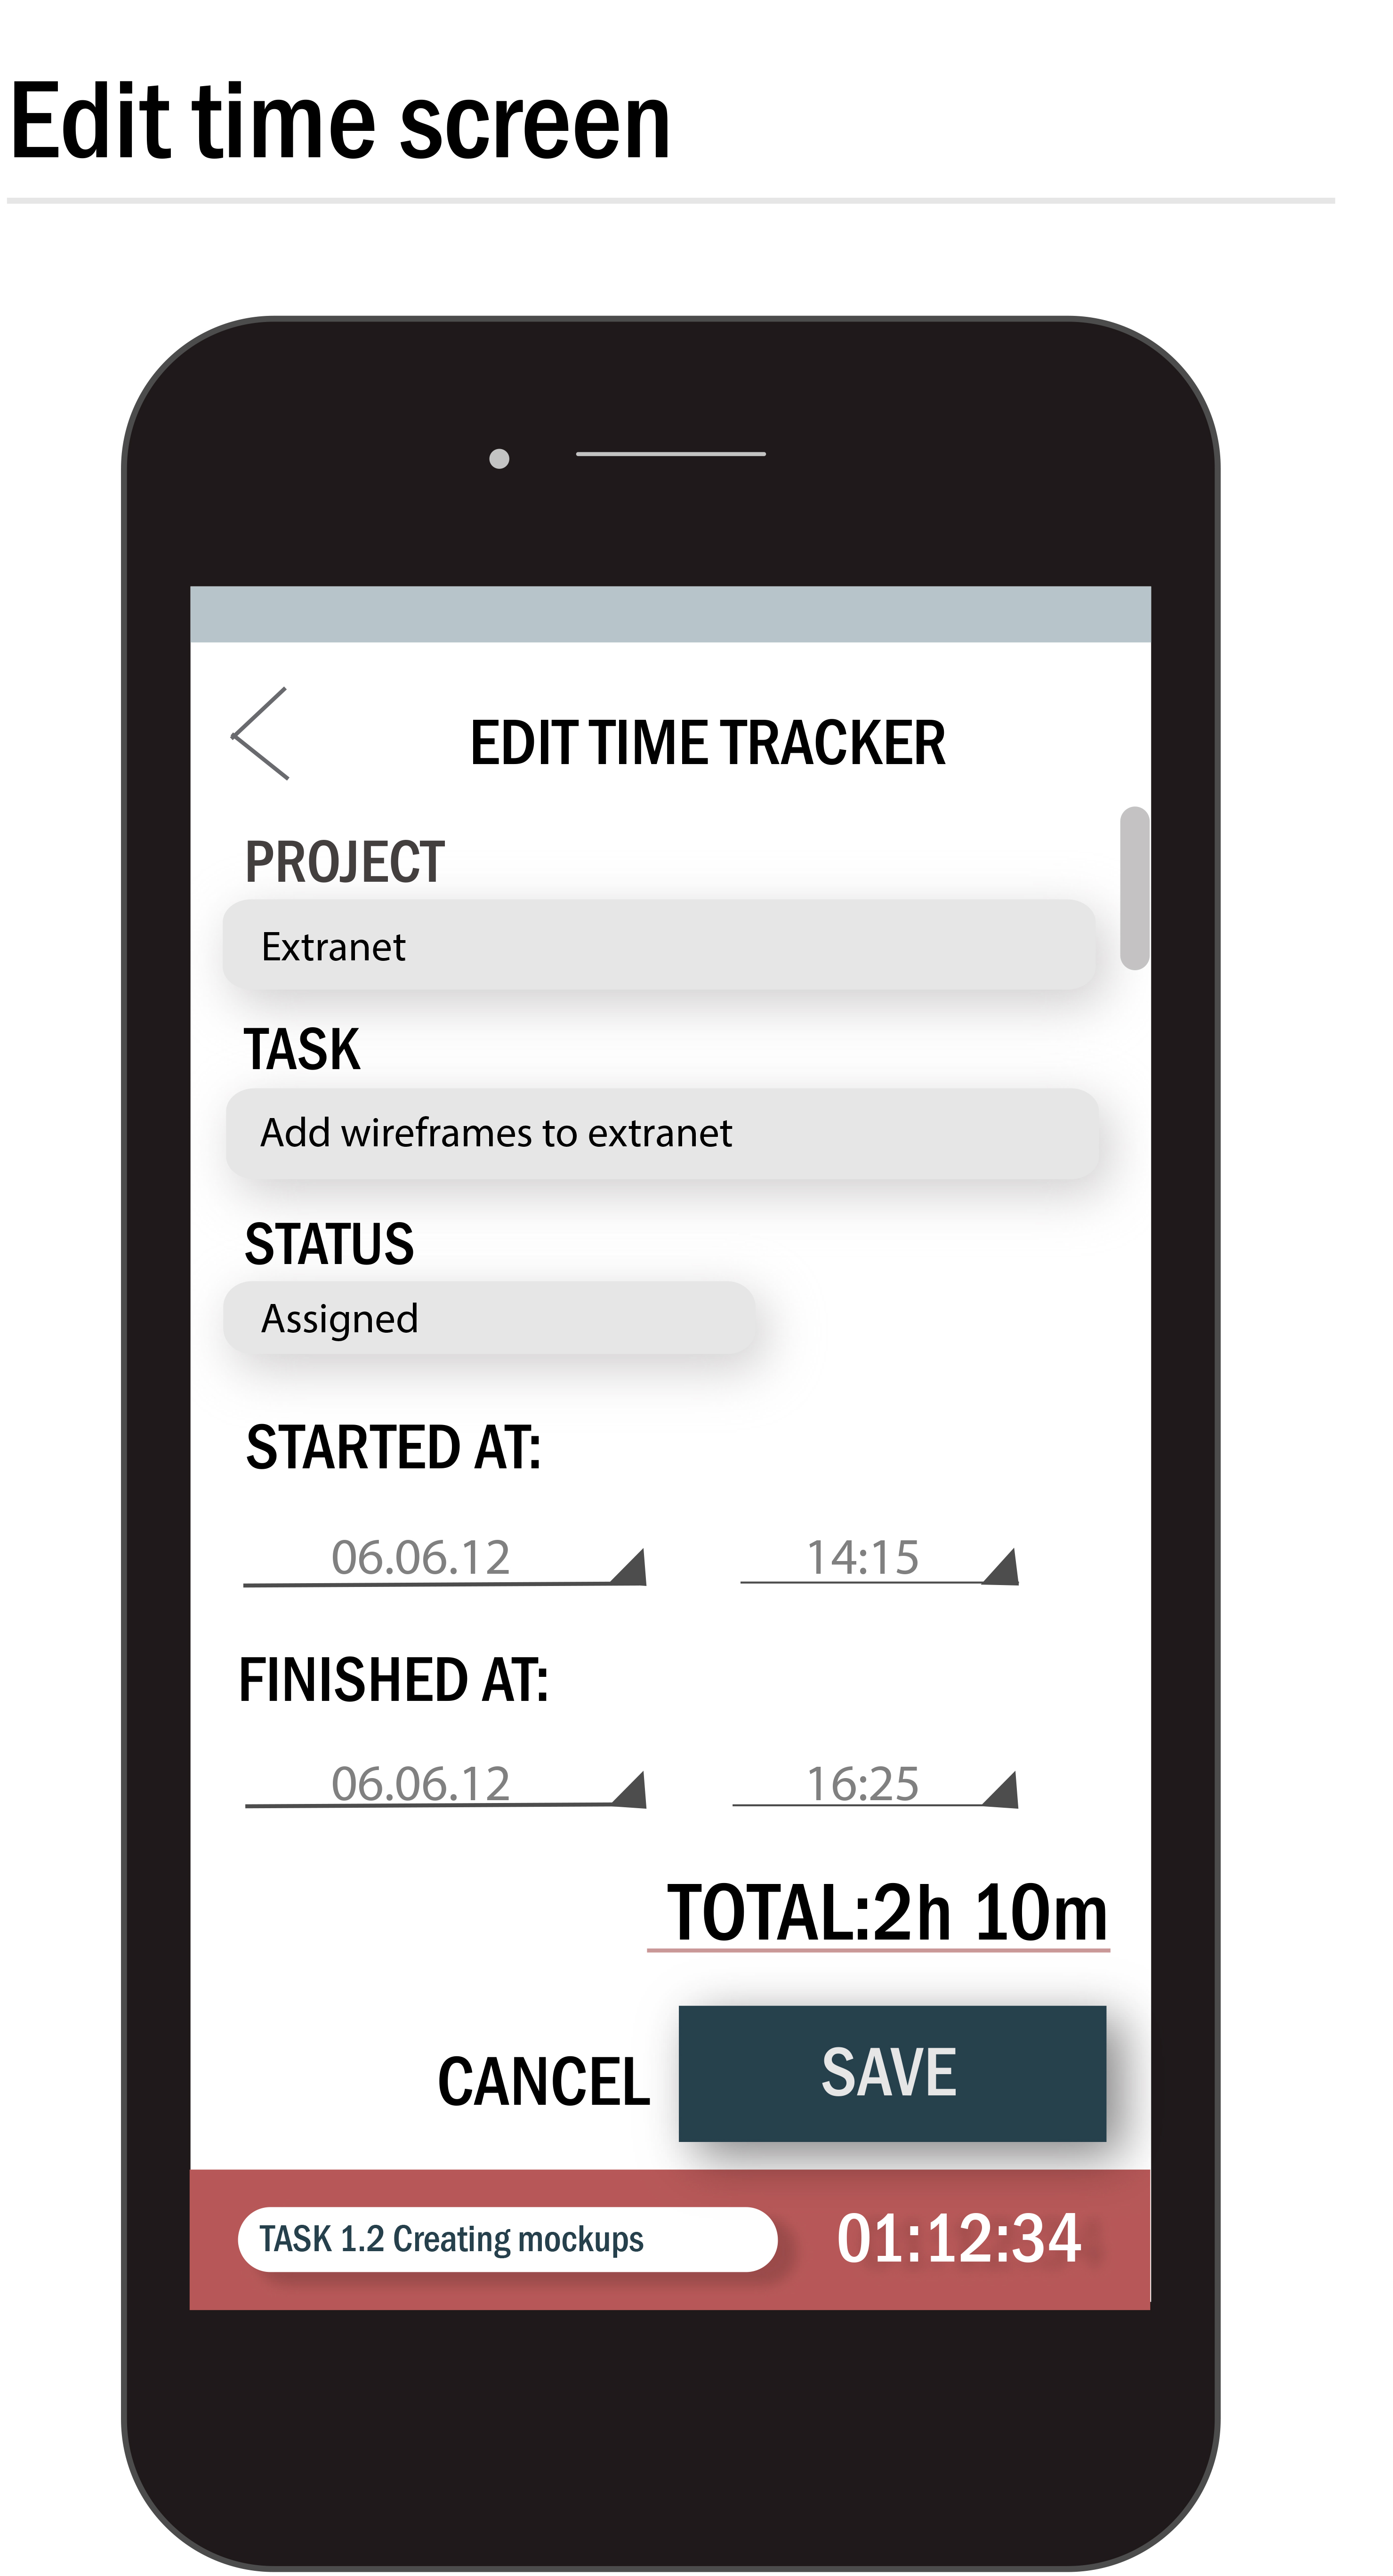 Edit time screen
EDIT TIME TRACKER
PROJECT
Extranet
TASK
Add wireframes to extranet
STATUS
Assigned
STARTED AT:
06.06.12 14:15
FINISHED AT:
06.06.12 16:25
TOTAL:2h 10m
CANCEL SAVE
TASK 1.2 Creating mockups 01:12:34